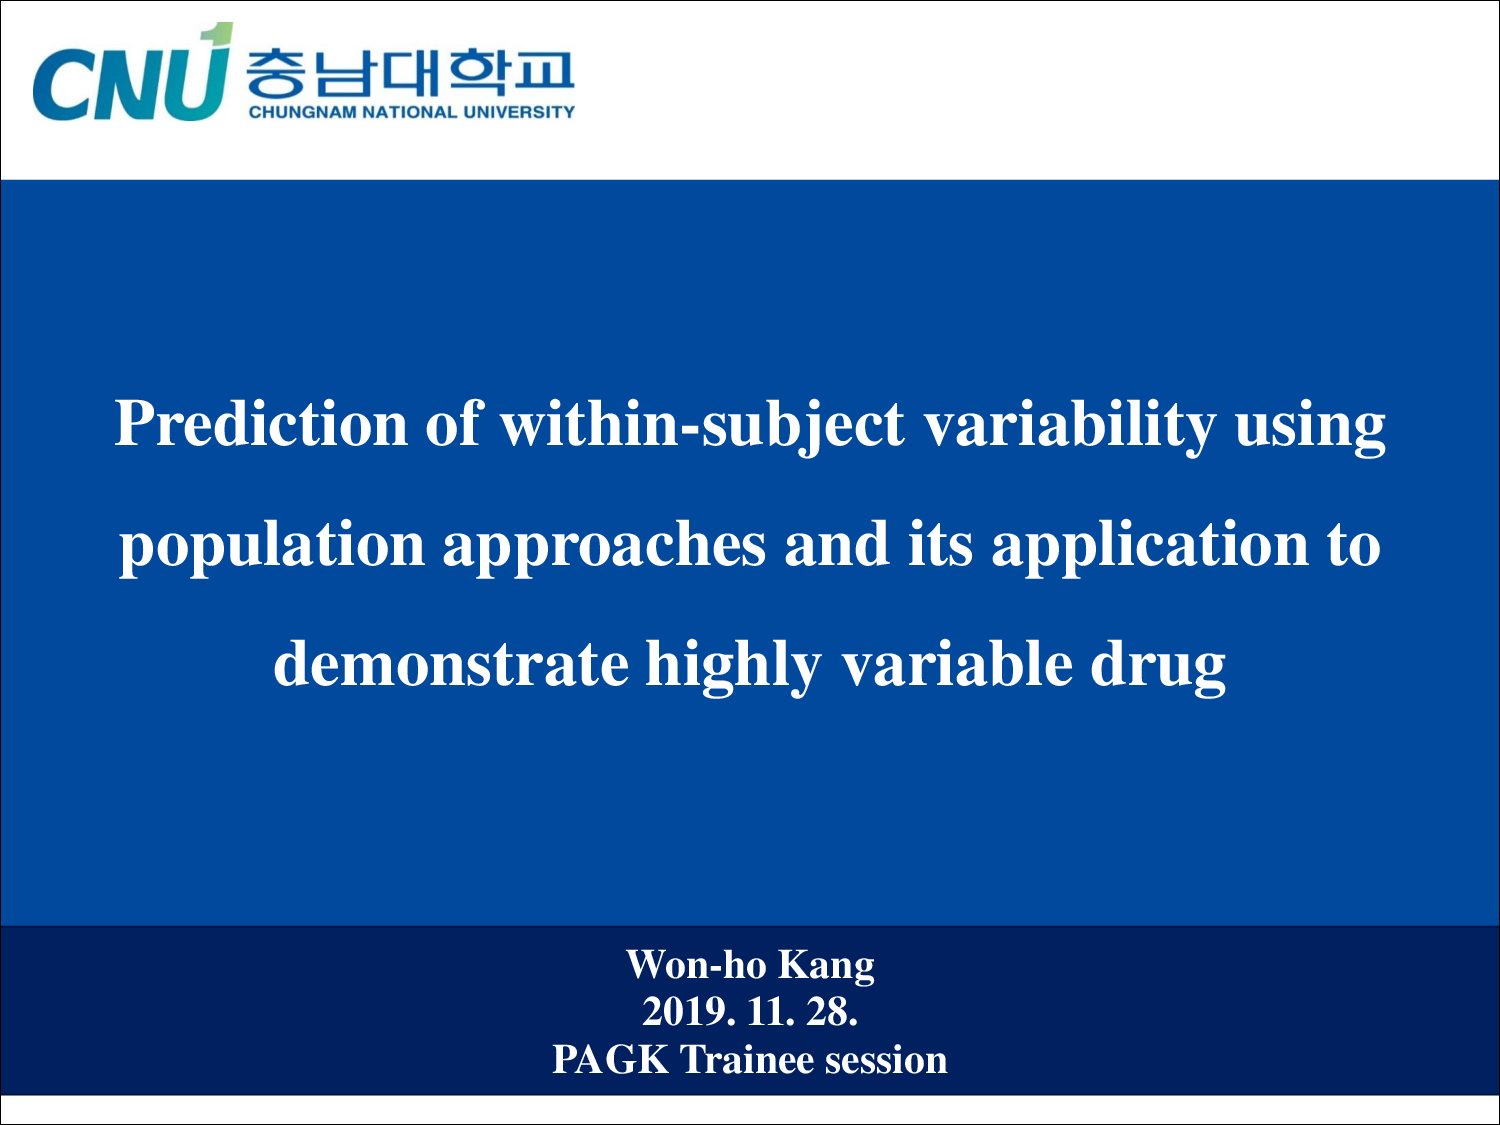 CNU 충남대학교
CHUNGNAM NATIONAL UNIVERSITY
Prediction of within-subject variability using
population approaches and its application to
demonstrate highly variable drug
Won-ho Kang
2019. 11. 28.
PAGK Trainee session